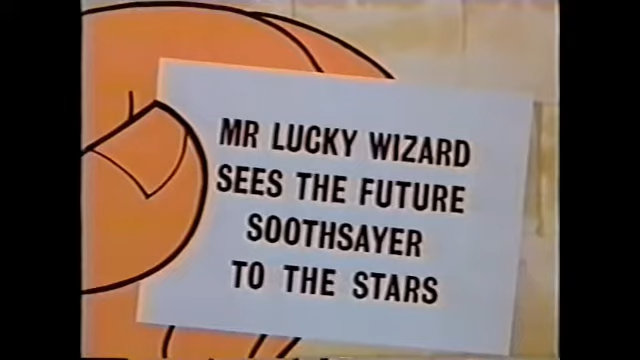 MR LUCKY WIZARD
SEES THE FUTURE
SOOTHSAYER
TO THE STARS